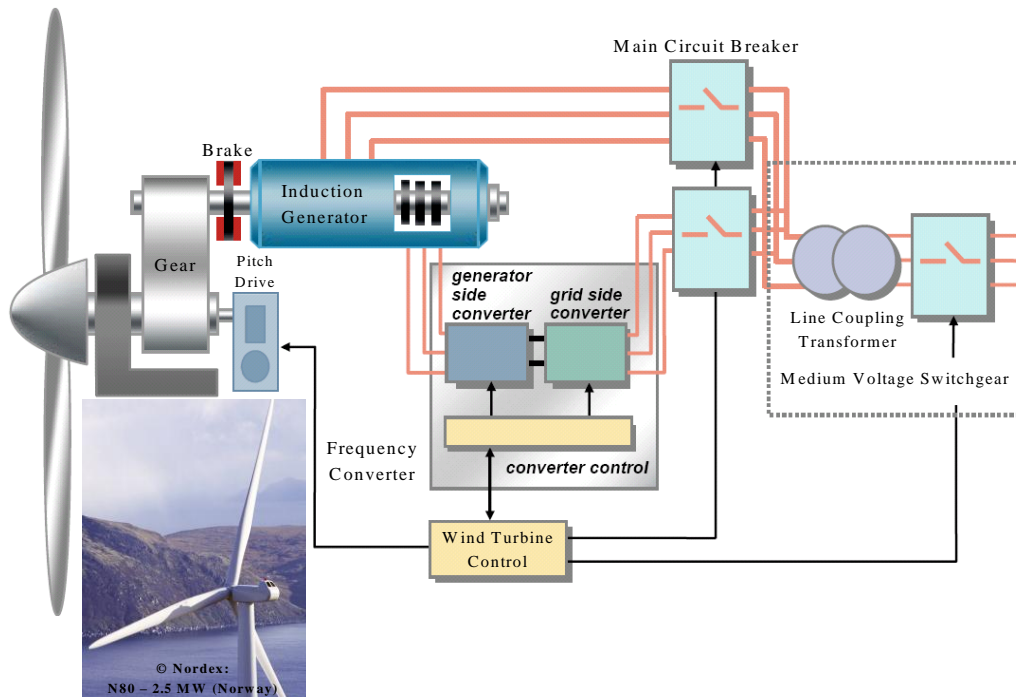 Main Circuit Breaker
Brake
Induction
Generator
Gear
Pitch
Drive
generator
side
converter
grid side
converter
Line Coupling
Transformer
Medium Voltage Switchgear
Frequency
Converter
converter control
Wind Turbine
Control
© Nordex:
N80 – 2.5 MW (Norway)